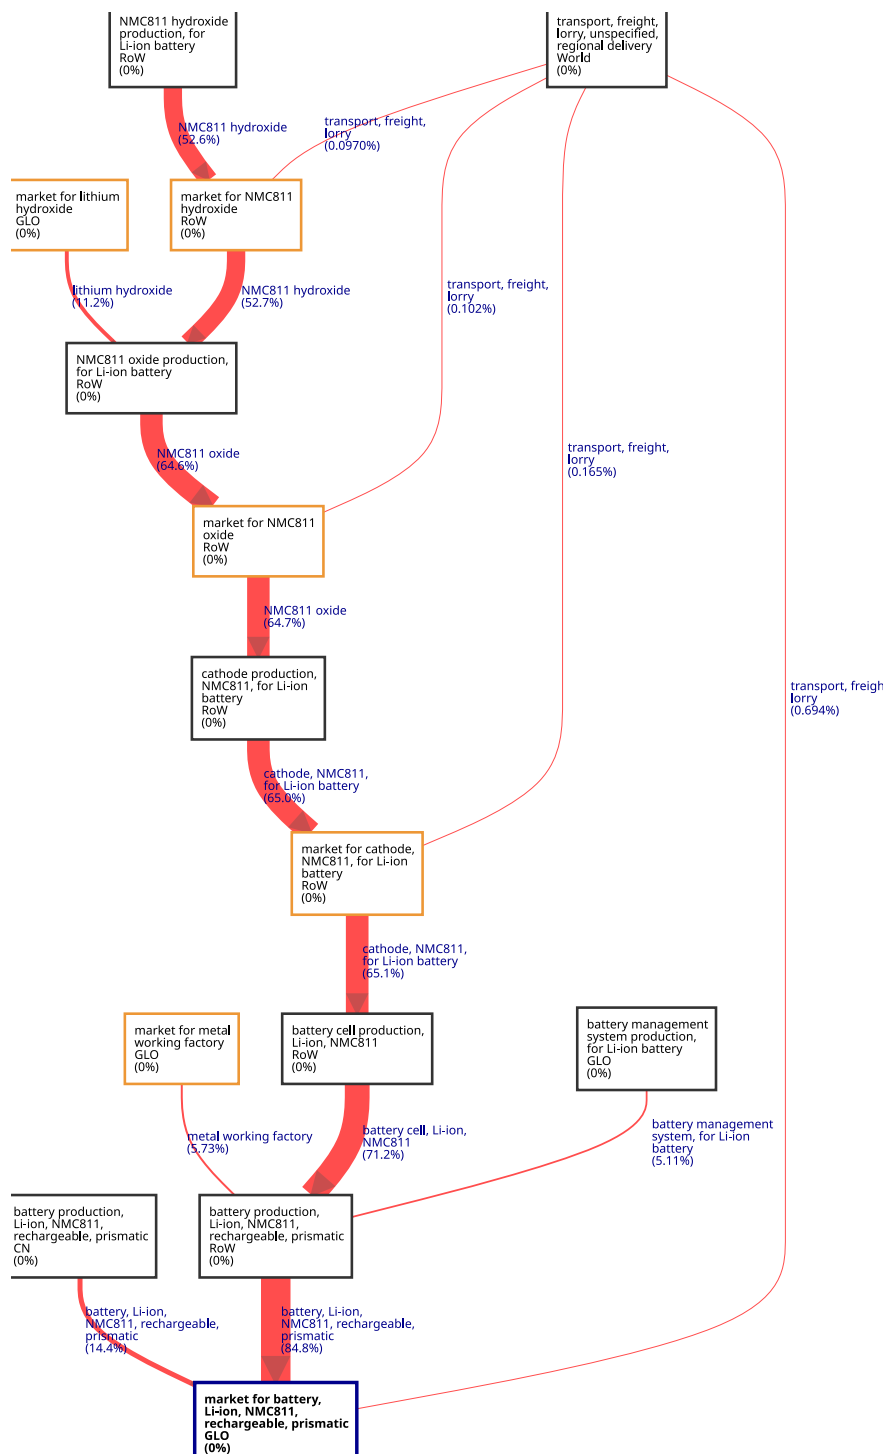 NMC811 hydroxide
production, for
Li-ion battery
RoW
(0%)
transport, freight,
lorry, unspecified,
regional delivery
World
(0%)
NMC811 hydroxide
(52.6%)
transport, freight,
lorry
(0.0970%)
market for lithium
hydroxide
GLO
(0%)
market for NMC811
hydroxide
RoW
(0%)
lithium hydroxide
(11.2%)
NMC811 hydroxide
(52.7%)
transport, freight,
lorry
(0.102%)
NMC811 oxide production,
for Li-ion battery
RoW
(0%)
NMC811 oxide
(64.6%)
transport, freight,
lorry
(0.165%)
market for NMC811
oxide
RoW
(0%)
NMC811 oxide
(64.7%)
cathode production,
NMC811, for Li-ion
battery
RoW
(0%)
transport, freigh
lorry
(0.694%)
cathode, NMC811,
for Li-ion battery
(65.0%)
market for cathode,
NMC811, for Li-ion
battery
RoW
(0%)
cathode, NMC811,
for Li-ion battery
(65.1%)
market for metal
working factory
GLO
(0%)
battery cell production,
Li-ion, NMC811
RoW
(0%)
battery management
system production,
for Li-ion battery
GLO
(0%)
metal working factory
(5.73%)
battery cell, Li-ion,
NMC811
(71.2%)
battery management
system, for Li-ion
battery
(5.11%)
battery production,
Li-ion, NMC811,
rechargeable, prismatic
CN
(0%)
battery production,
Li-ion, NMC811,
rechargeable, prismatic
RoW
(0%)
battery, Li-ion,
NMC811, rechargeable,
prismatic
(14.4%)
battery, Li-ion,
NMC811, rechargeable,
prismatic
(84.8%)
market for battery,
Li-ion, NMC811,
rechargeable, prismatic
GLO
(0%)